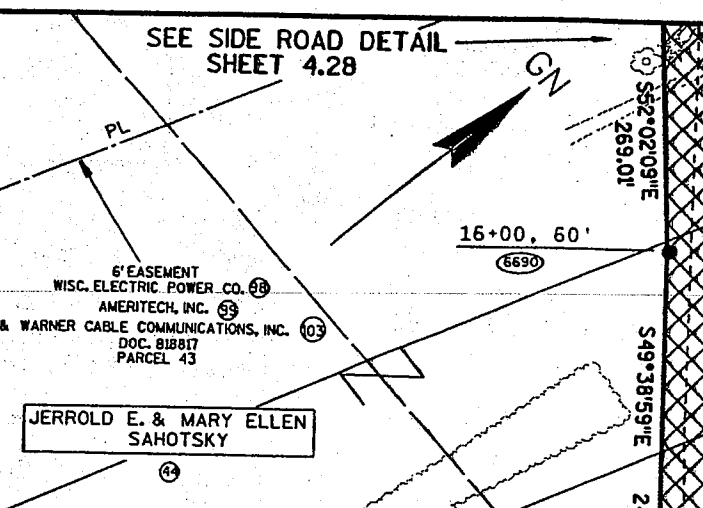 SEE SIDE ROAD DETAIL
SHEET 4.28
GN
PL
S52°02'09"E
269.01'
16+00, 60'
6690
6' EASEMENT
WISC. ELECTRIC POWER CO. 98
AMERITECH, INC. 99
& WARNER CABLE COMMUNICATIONS, INC. 103
DOC. 818817
PARCEL 43
S49°38'59"E
JERROLD E. & MARY ELLEN
SAHOTSKY
44